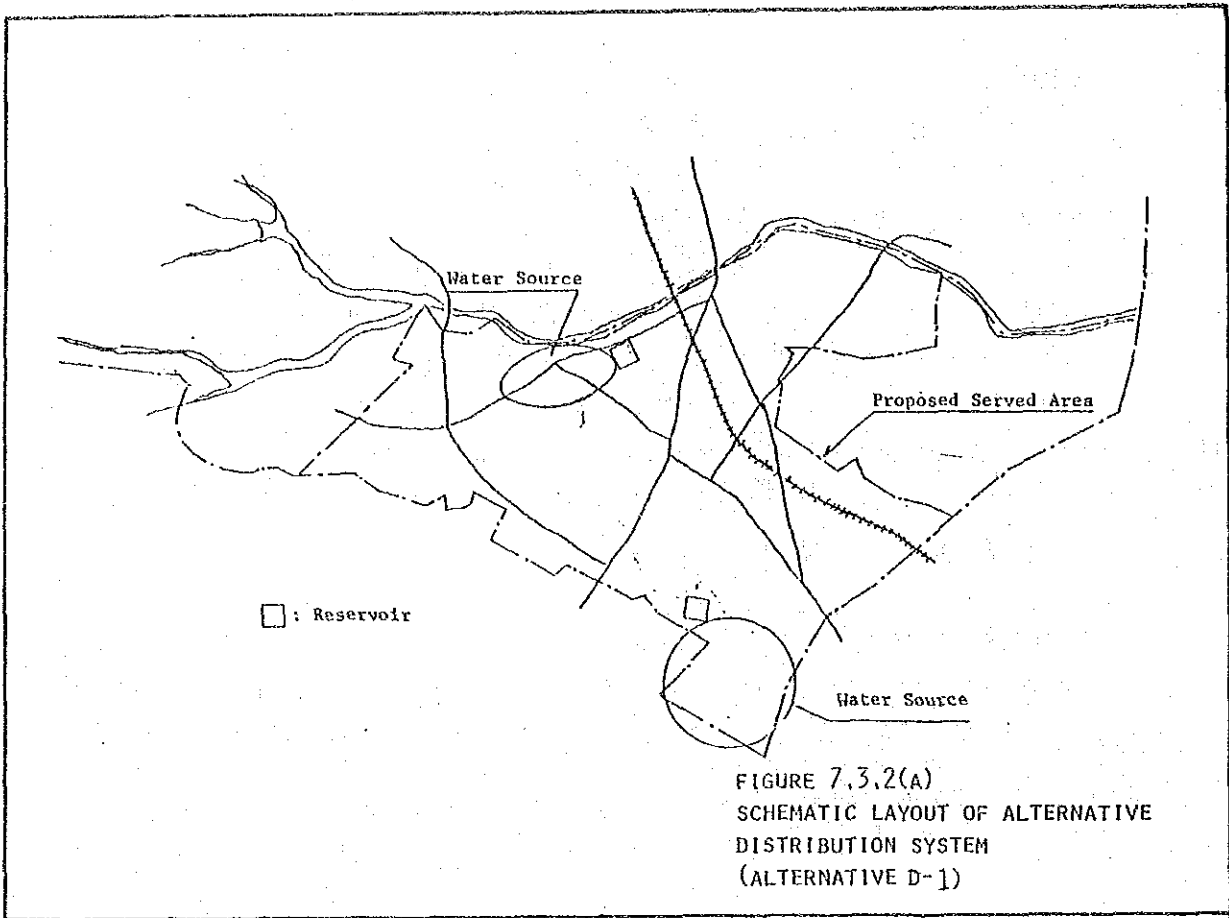 Water Source
Proposed Served Area
: Reservoir
Water Source
FIGURE 7.3.2(A)
SCHEMATIC LAYOUT OF ALTERNATIVE
DISTRIBUTION SYSTEM
(ALTERNATIVE D-1)